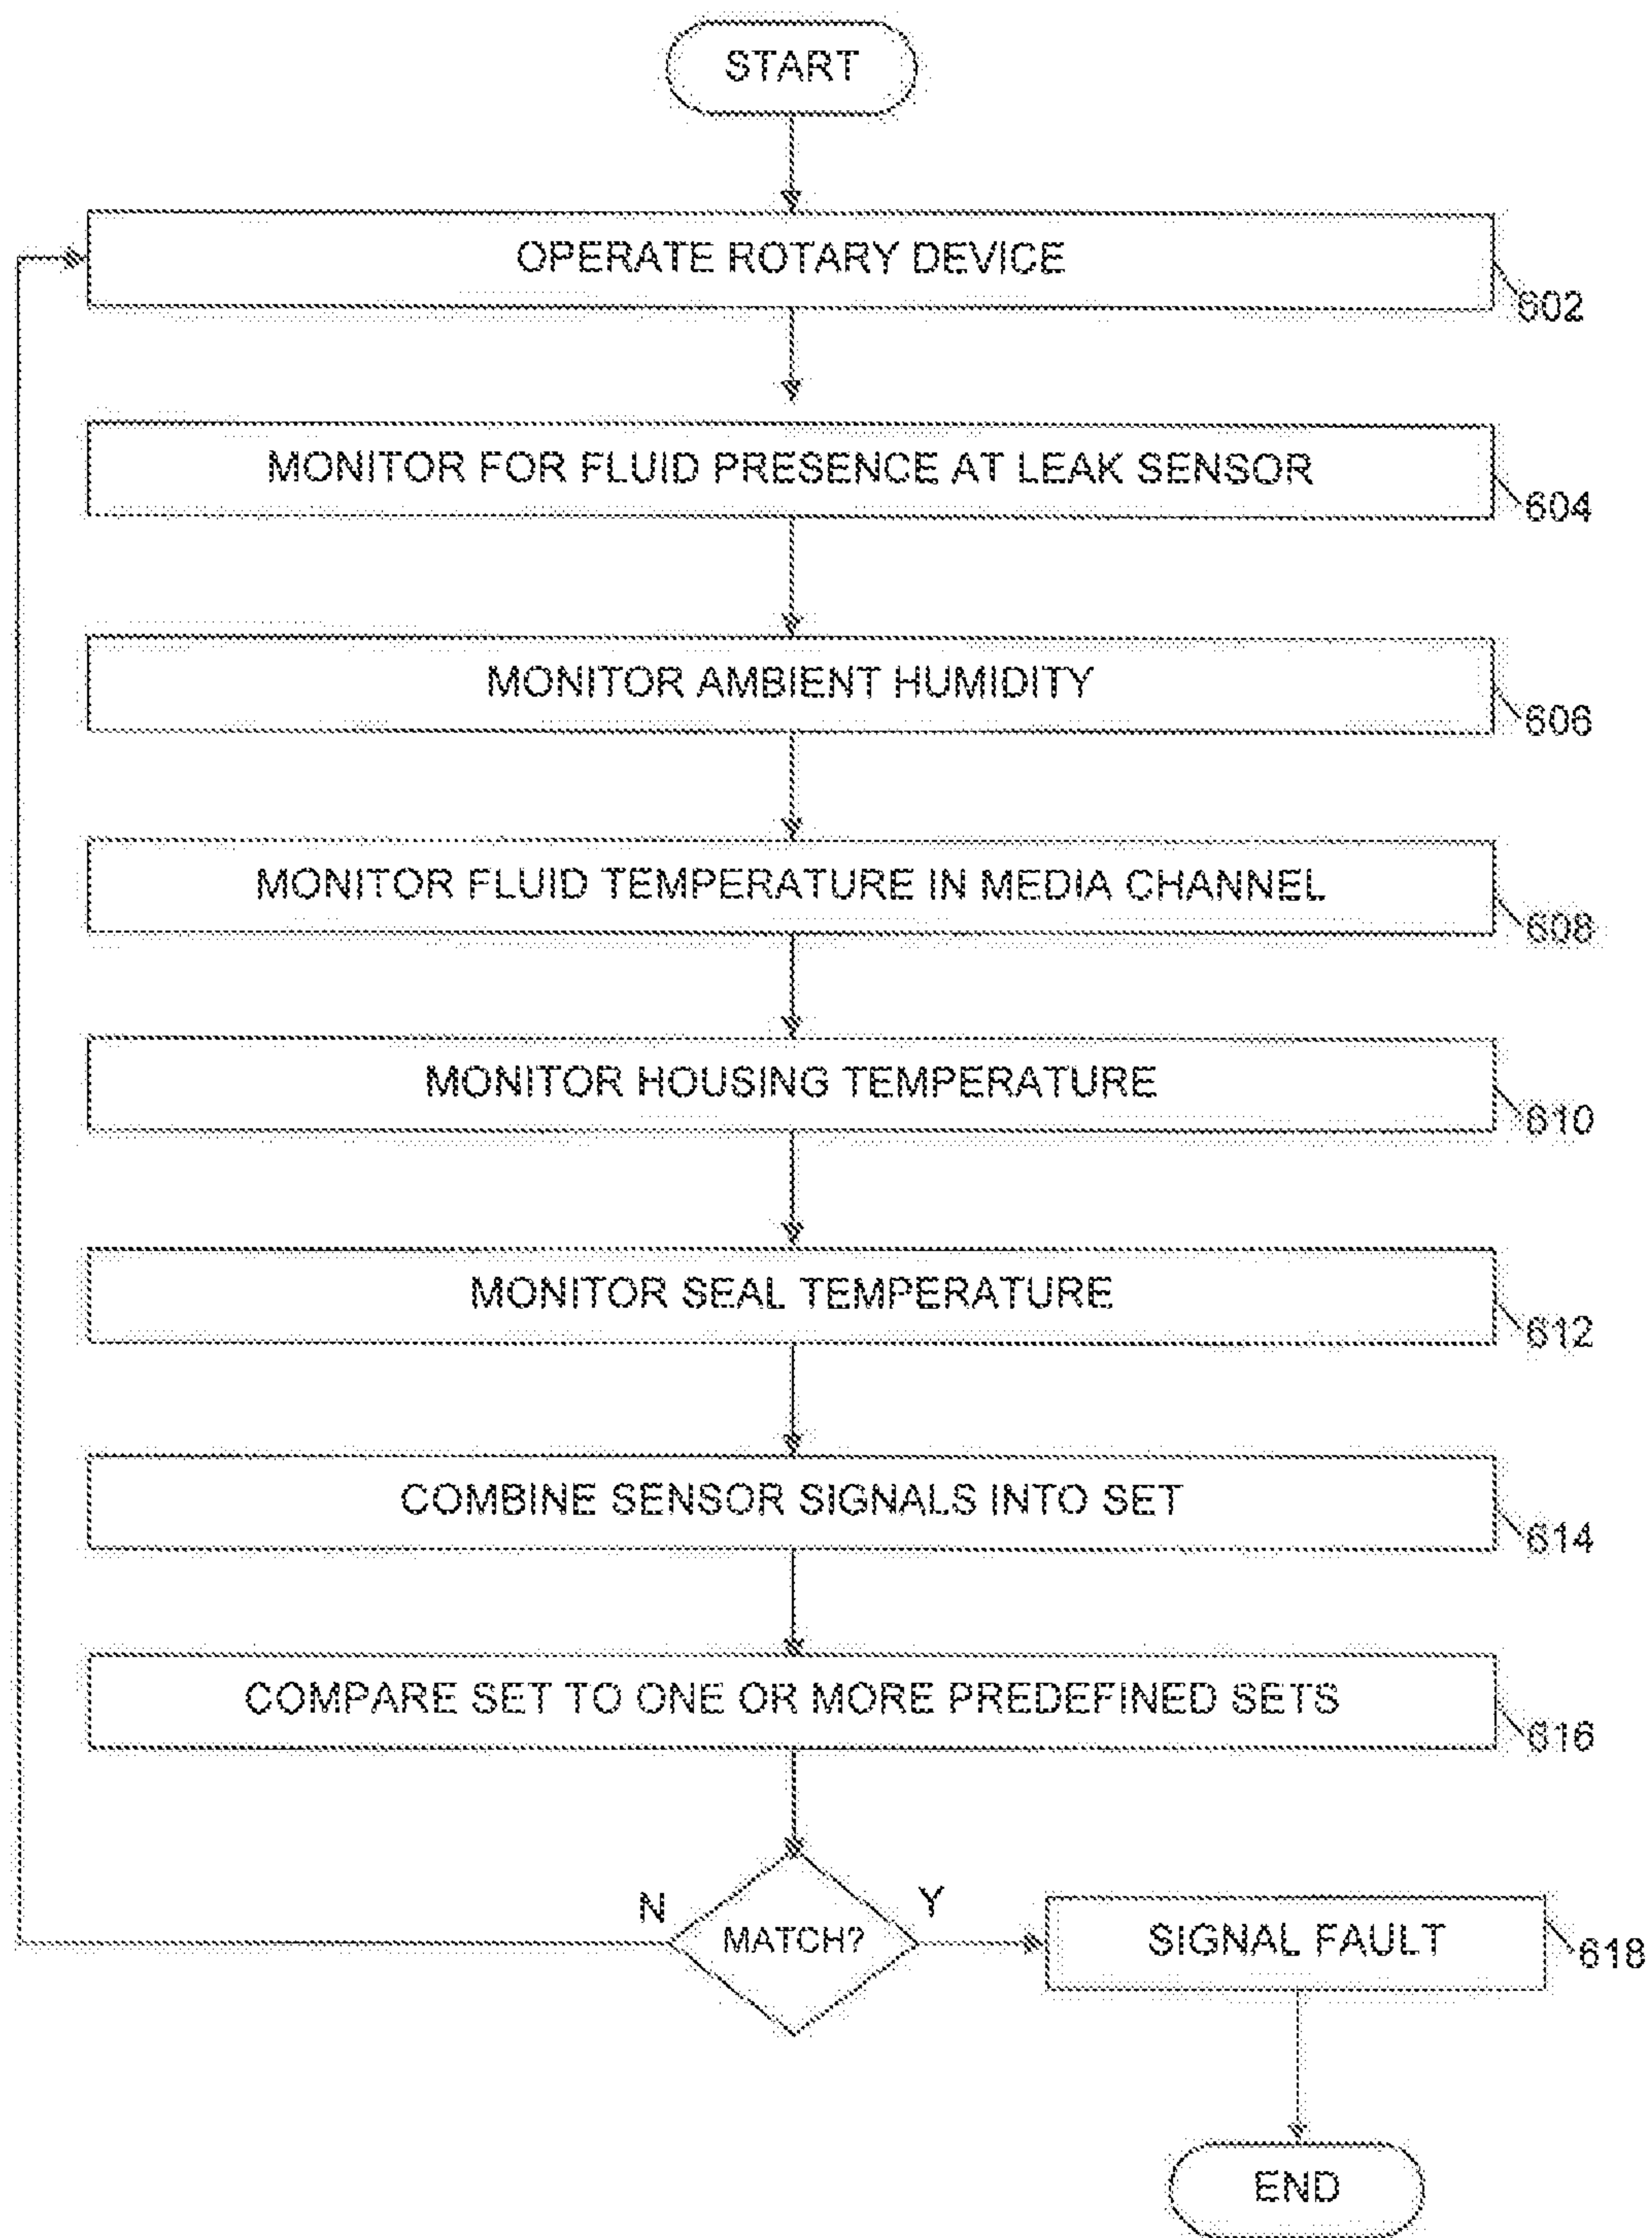 START
OPERATE ROTARY DEVICE
602
MONITOR FOR FLUID PRESENCE AT LEAK SENSOR
604
MONITOR AMBIENT HUMIDITY
606
MONITOR FLUID TEMPERATURE IN MEDIA CHANNEL
608
MONITOR HOUSING TEMPERATURE
610
MONITOR SEAL TEMPERATURE
612
COMBINE SENSOR SIGNALS INTO SET
614
COMPARE SET TO ONE OR MORE PREDEFINED SETS
616
N
MATCH?
Y
SIGNAL FAULT
618
END